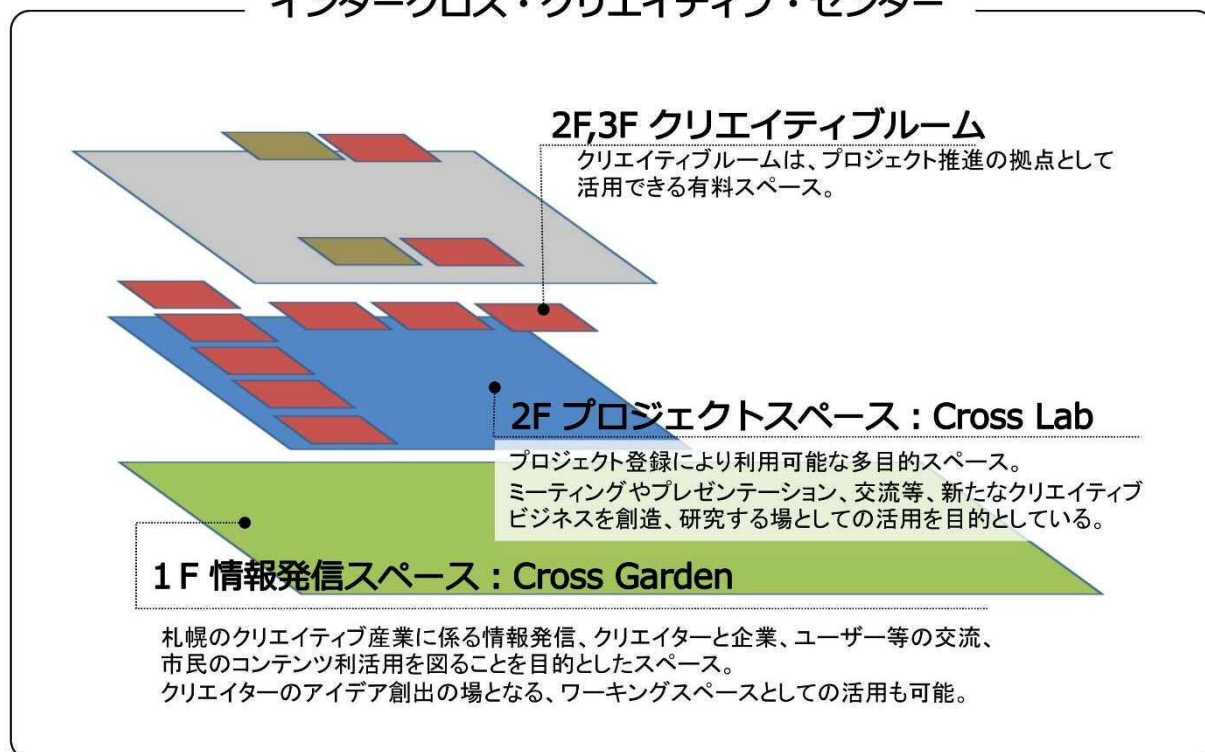 インタークロス・クリエイティブ・センター
2F,3F クリエイティブルーム
クリエイティブルームは、プロジェクト推進の拠点として
活用できる有料スペース。
2F プロジェクトスペース：Cross Lab
プロジェクト登録により利用可能な多目的スペース。
ミーティングやプレゼンテーション、交流等、新たなクリエイティブ
ビジネスを創造、研究する場としての活用を目的としている。
1F 情報発信スペース：Cross Garden
札幌のクリエイティブ産業に係る情報発信、クリエイターと企業、ユーザー等の交流、
市民のコンテンツ利活用を図ることを目的としたスペース。
クリエイターのアイデア創出の場となる、ワーキングスペースとしての活用も可能。